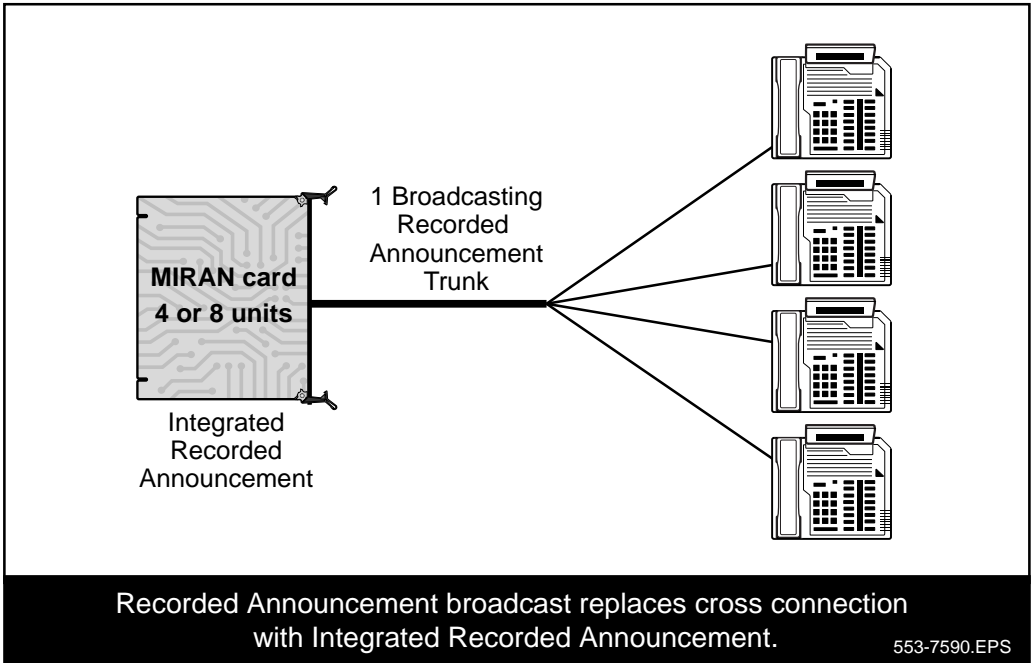 1 Broadcasting
Recorded
Announcement
Trunk
MIRAN card
4 or 8 units
Integrated
Recorded
Announcement
Recorded Announcement broadcast replaces cross connection
with Integrated Recorded Announcement.
553-7590.EPS